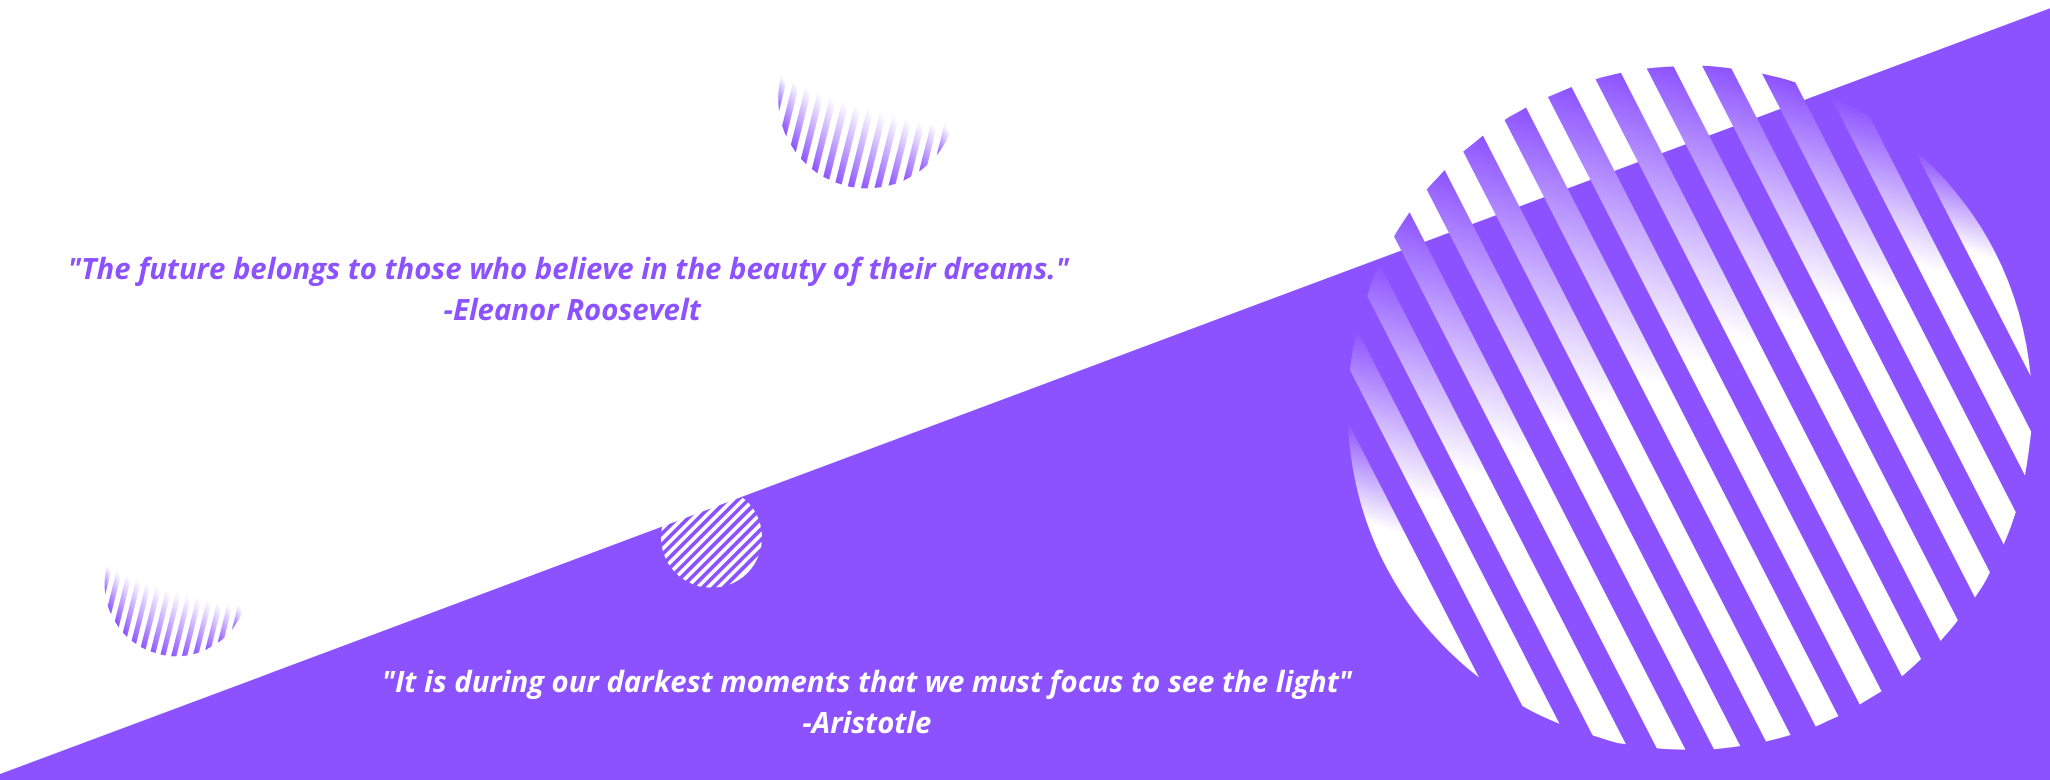 "The future belongs to those who believe in the beauty of their dreams."
-Eleanor Roosevelt
"It is during our darkest moments that we must focus to see the light"
-Aristotle